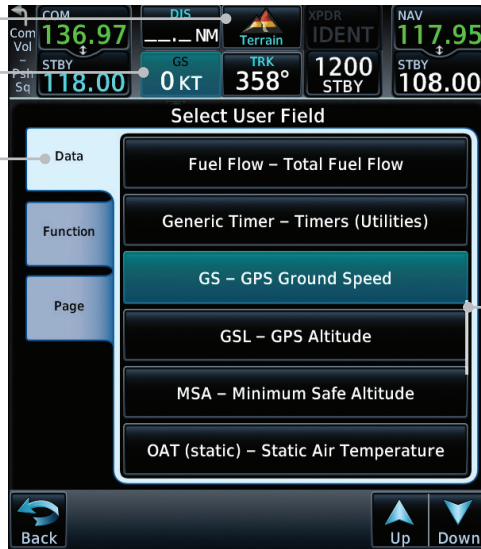 COM DIS XPDR NAV
Com Vol 136.97 __._ NM Terrain IDENT 117.95
– STBY GS TRK 1200 STBY
Psh Sq 118.00 0 KT 358° STBY 108.00
Select User Field
Data
Fuel Flow – Total Fuel Flow
Generic Timer – Timers (Utilities)
Function
GS – GPS Ground Speed
Page
GSL – GPS Altitude
MSA – Minimum Safe Altitude
OAT (static) – Static Air Temperature
Back Up Down